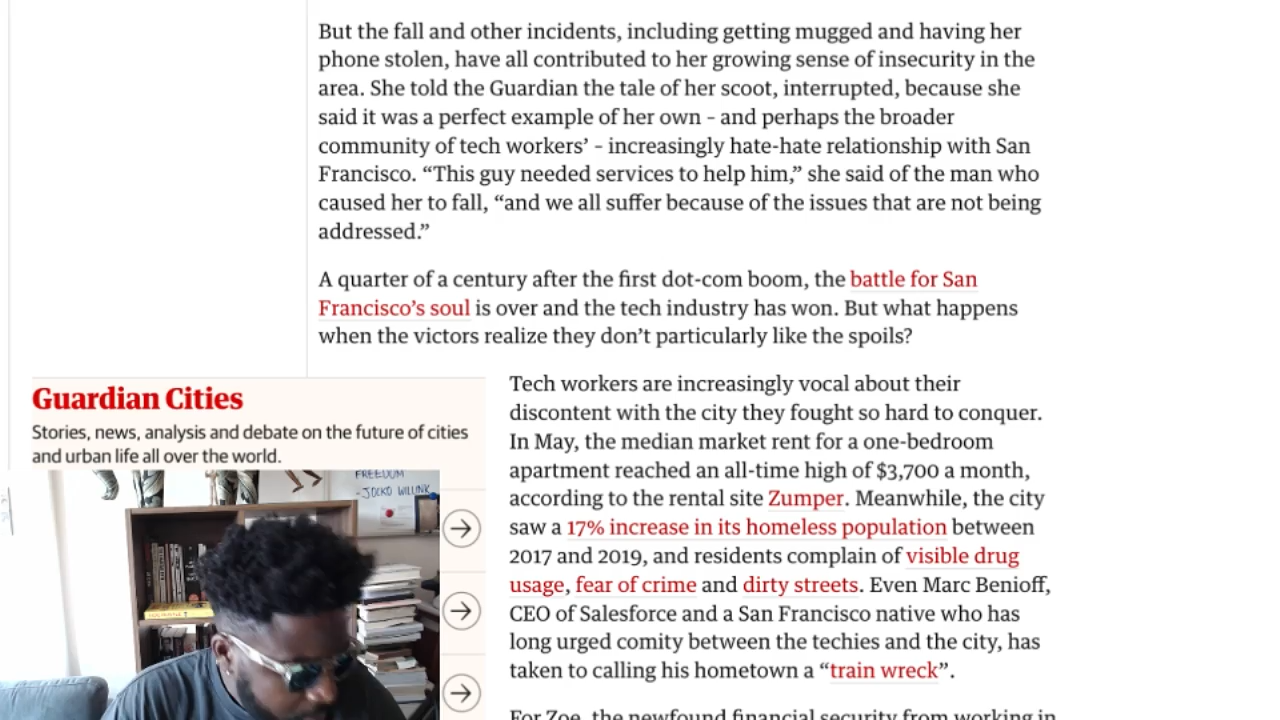 But the fall and other incidents, including getting mugged and having her
phone stolen, have all contributed to her growing sense of insecurity in the
area. She told the Guardian the tale of her scoot, interrupted, because she
said it was a perfect example of her own – and perhaps the broader
community of tech workers’ – increasingly hate-hate relationship with San
Francisco. “This guy needed services to help him,” she said of the man who
caused her to fall, “and we all suffer because of the issues that are not being
addressed.”
A quarter of a century after the first dot-com boom, the battle for San
Francisco’s soul is over and the tech industry has won. But what happens
when the victors realize they don’t particularly like the spoils?
Guardian Cities
Stories, news, analysis and debate on the future of cities
and urban life all over the world.
FREEDOM
-JOCKO WILLINK
Tech workers are increasingly vocal about their
discontent with the city they fought so hard to conquer.
In May, the median market rent for a one-bedroom
apartment reached an all-time high of $3,700 a month,
according to the rental site Zumper. Meanwhile, the city
saw a 17% increase in its homeless population between
2017 and 2019, and residents complain of visible drug
usage, fear of crime and dirty streets. Even Marc Benioff,
CEO of Salesforce and a San Francisco native who has
long urged comity between the techies and the city, has
taken to calling his hometown a “train wreck”.
For Zoe, the newfound financial security from working in